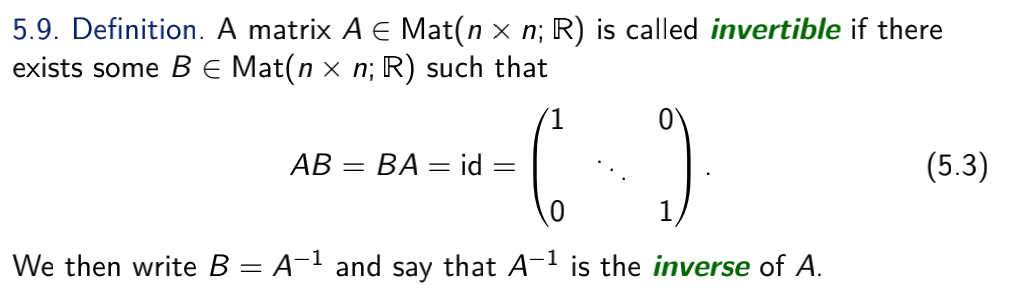 5.9. Definition. A matrix A ∈ Mat(n × n; ℝ) is called invertible if there
exists some B ∈ Mat(n × n; ℝ) such that
AB = BA = id = ( 1 0 ⋱ 0 1 ) . (5.3)
We then write B = A⁻¹ and say that A⁻¹ is the inverse of A.